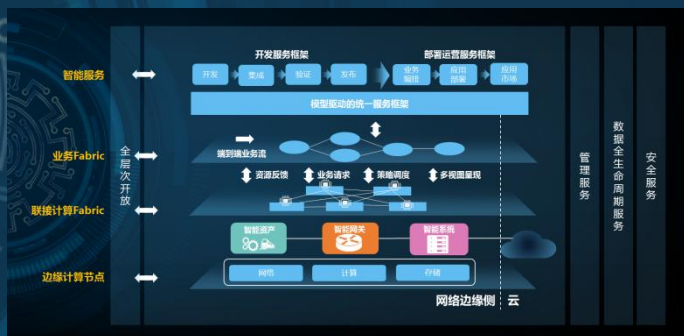 开发服务框架
部署运营服务框架
智能服务
开发
集成
验证
发布
业务
编排
应用
部署
应用
市场
模型驱动的统一服务框架
业务Fabric
端到端业务流
资源反馈
业务请求
策略调度
多视图呈现
联接计算Fabric
智能资产
智能网关
智能系统
边缘计算节点
网络
计算
存储
网络边缘侧
云
全层次开放
管理服务
数据全生命周期服务
安全服务